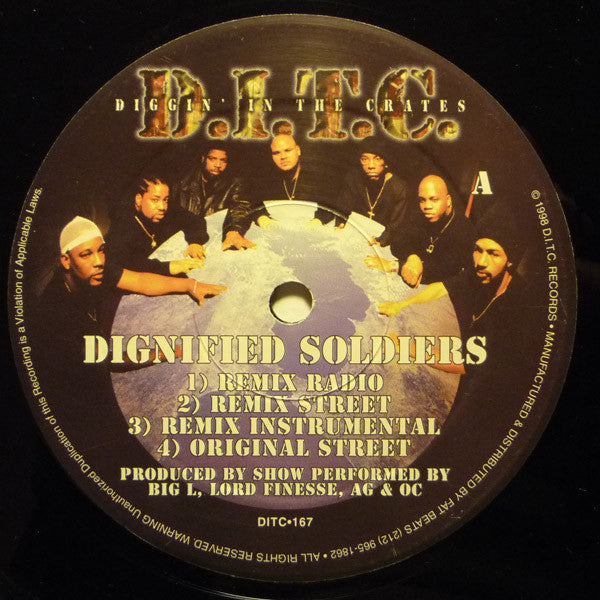 D.I.T.C.
DIGGIN' IN THE CRATES
A
DIGNIFIED SOLDIERS
1) REMIX RADIO
2) REMIX STREET
3) REMIX INSTRUMENTAL
4) ORIGINAL STREET
PRODUCED BY SHOW PERFORMED BY
BIG L, LORD FINESSE, AG & OC
DITC•167
© 1998 D.I.T.C. RECORDS • MANUFACTURED & DISTRIBUTED BY FAT BEATS (212) 965-1862 • ALL RIGHTS RESERVED WARNING Unauthorized Duplication of this Recording is a Violation of Applicable Laws.